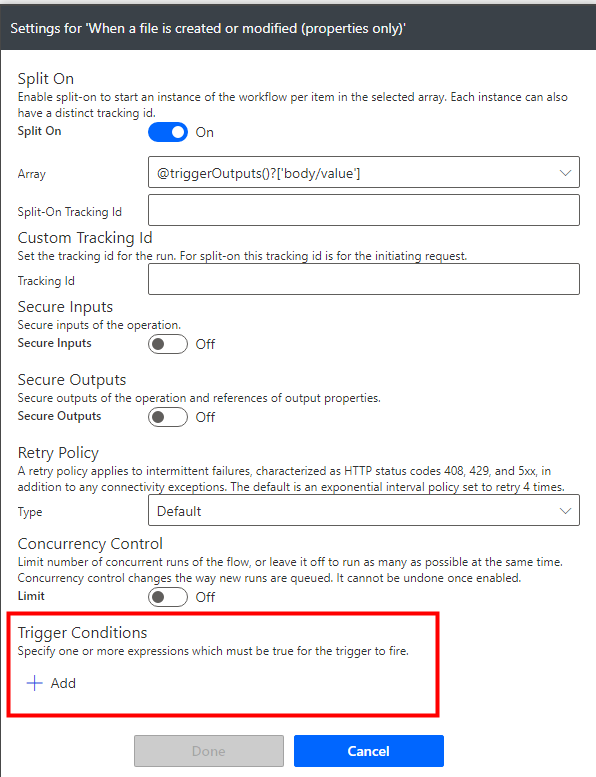 Settings for 'When a file is created or modified (properties only)'
Split On
Enable split-on to start an instance of the workflow per item in the selected array. Each instance can also
have a distinct tracking id.
Split On
On
Array
@triggerOutputs()?['body/value']
Split-On Tracking Id
Custom Tracking Id
Set the tracking id for the run. For split-on this tracking id is for the initiating request.
Tracking Id
Secure Inputs
Secure inputs of the operation.
Secure Inputs
Off
Secure Outputs
Secure outputs of the operation and references of output properties.
Secure Outputs
Off
Retry Policy
A retry policy applies to intermittent failures, characterized as HTTP status codes 408, 429, and 5xx, in
addition to any connectivity exceptions. The default is an exponential interval policy set to retry 4 times.
Type
Default
Concurrency Control
Limit number of concurrent runs of the flow, or leave it off to run as many as possible at the same time.
Concurrency control changes the way new runs are queued. It cannot be undone once enabled.
Limit
Off
Trigger Conditions
Specify one or more expressions which must be true for the trigger to fire.
+ Add
Done
Cancel